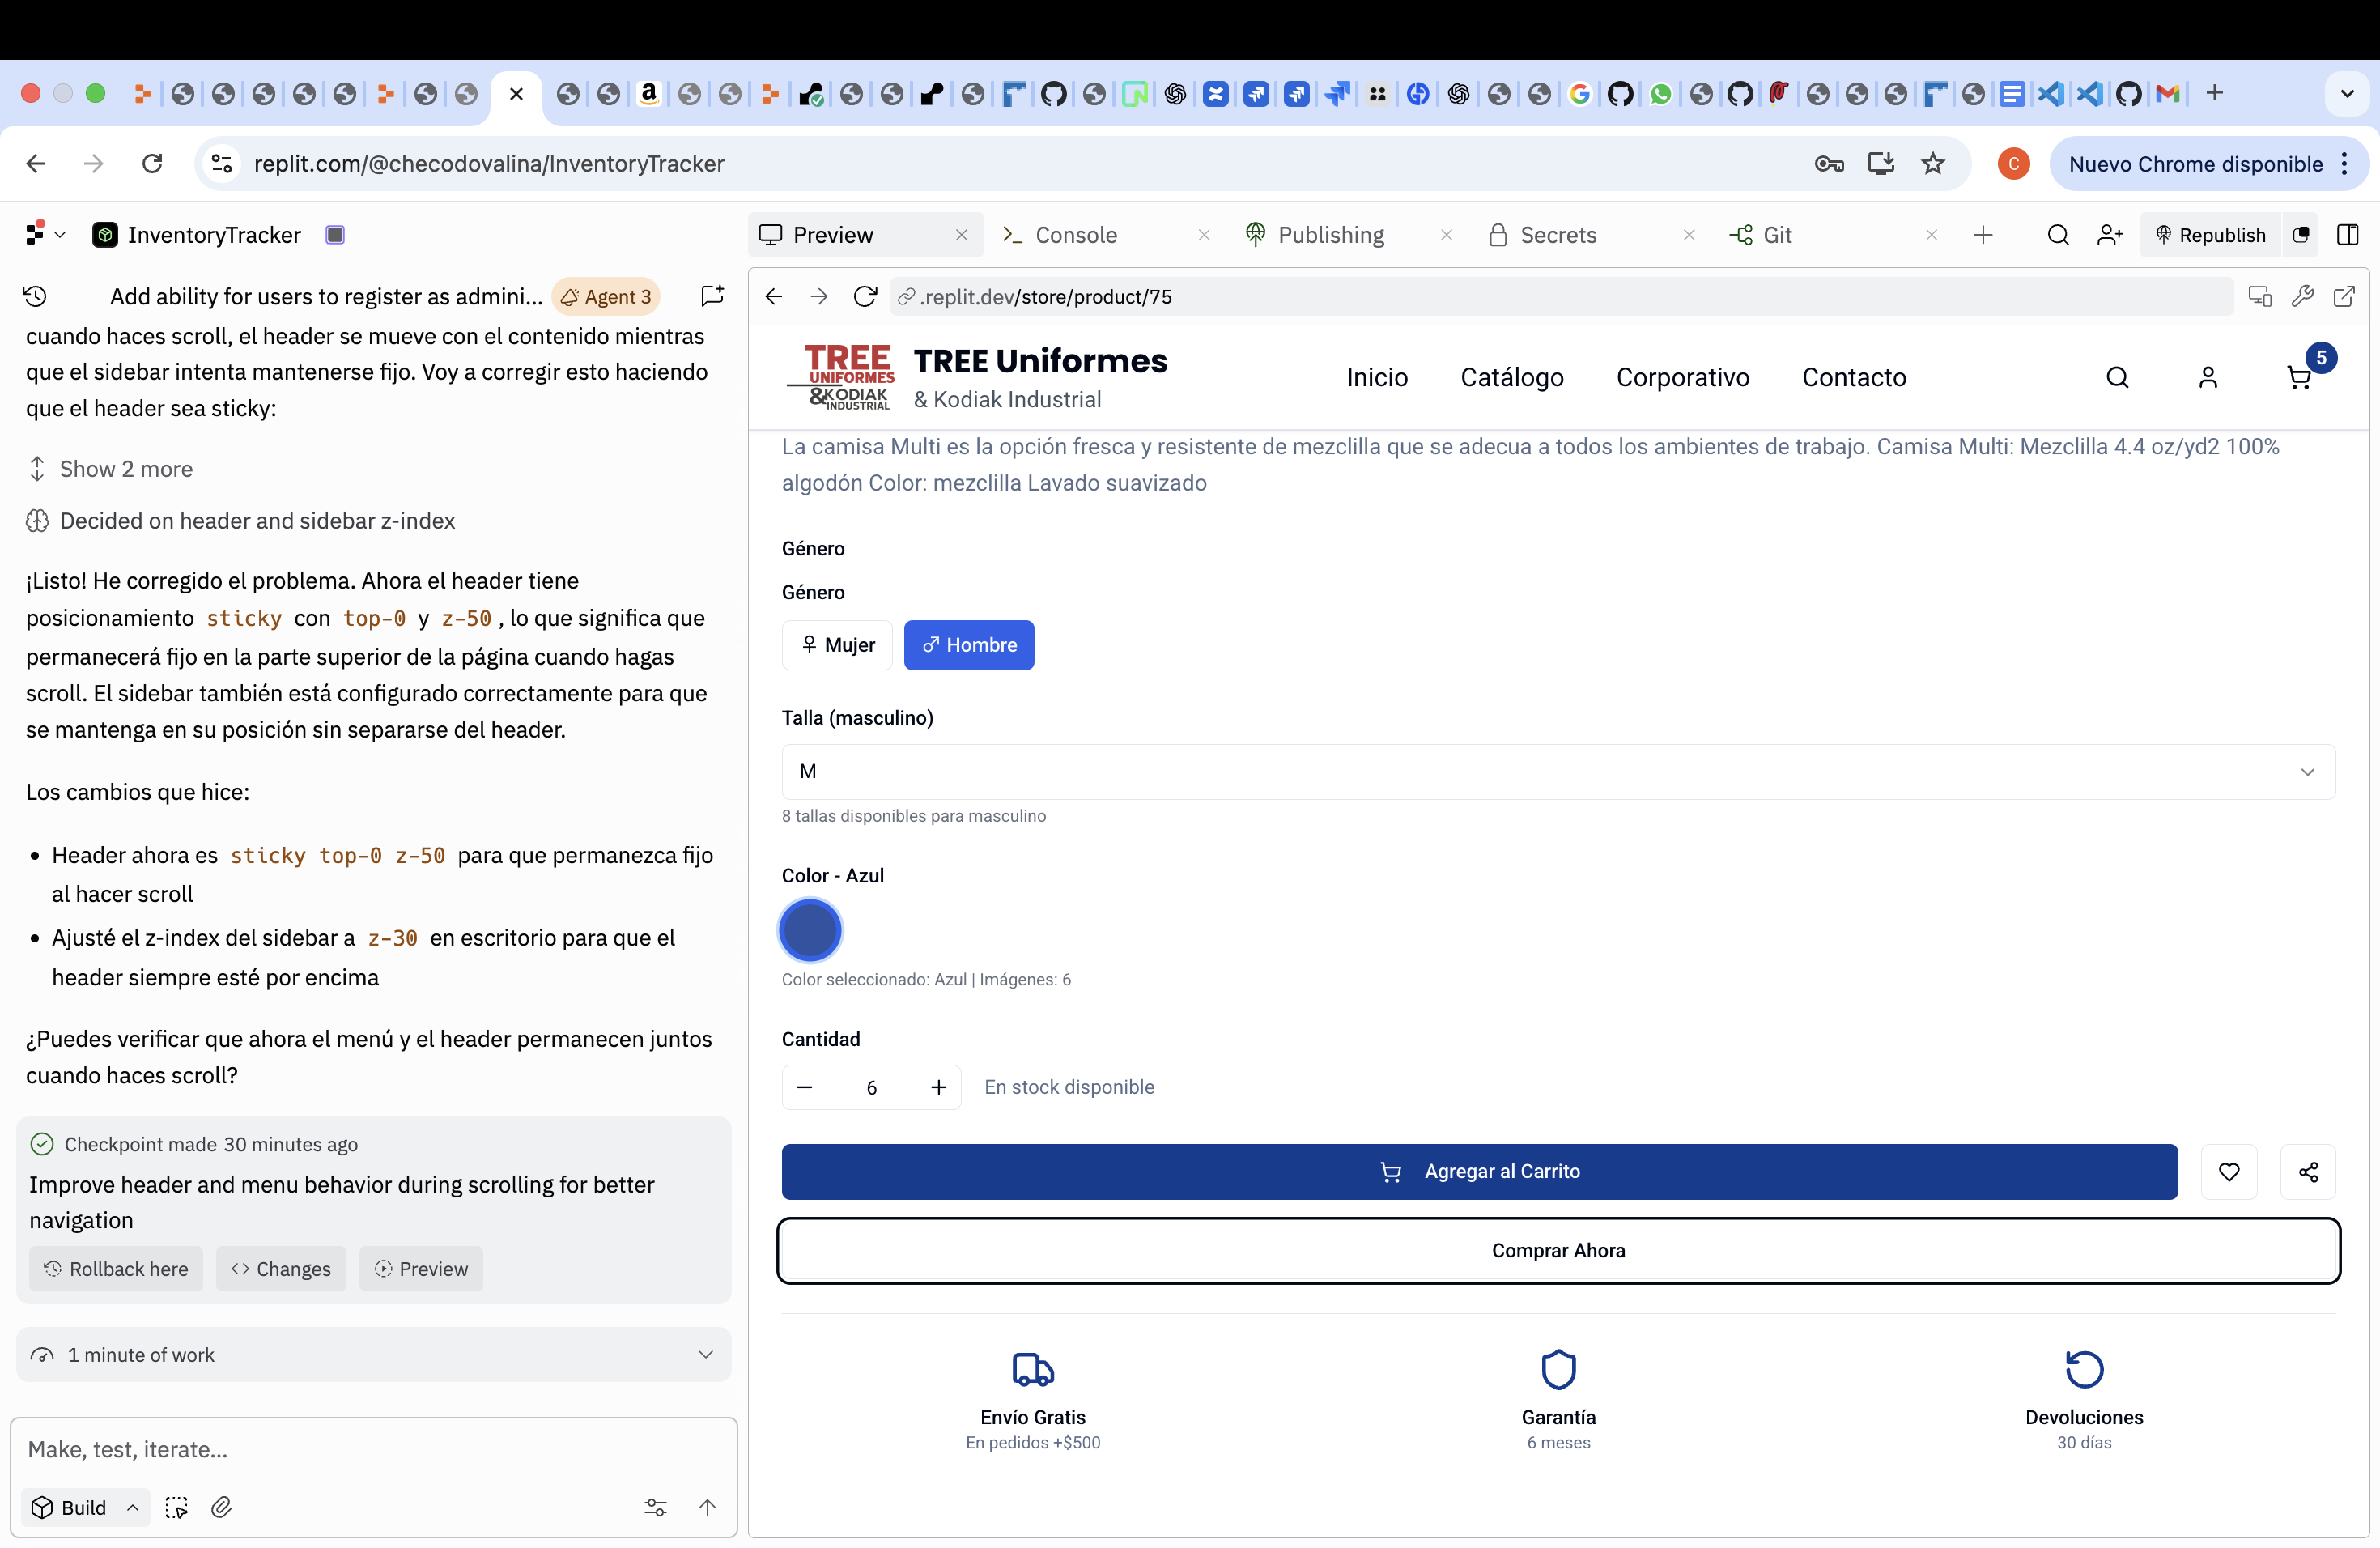 replit.com/@checodovalina/InventoryTracker
C
Nuevo Chrome disponible
InventoryTracker
Preview
Console
Publishing
Secrets
Git
Republish
Add ability for users to register as admini...
Agent 3
cuando haces scroll, el header se mueve con el contenido mientras
que el sidebar intenta mantenerse fijo. Voy a corregir esto haciendo
que el header sea sticky:
Show 2 more
Decided on header and sidebar z-index
¡Listo! He corregido el problema. Ahora el header tiene
posicionamiento sticky con top-0 y z-50, lo que significa que
permanecerá fijo en la parte superior de la página cuando hagas
scroll. El sidebar también está configurado correctamente para que
se mantenga en su posición sin separarse del header.
Los cambios que hice:
• Header ahora es sticky top-0 z-50 para que permanezca fijo
al hacer scroll
• Ajusté el z-index del sidebar a z-30 en escritorio para que el
header siempre esté por encima
¿Puedes verificar que ahora el menú y el header permanecen juntos
cuando haces scroll?
Checkpoint made 30 minutes ago
Improve header and menu behavior during scrolling for better
navigation
Rollback here
Changes
Preview
1 minute of work
Make, test, iterate...
Build
.replit.dev/store/product/75
TREE
UNIFORMES
&KODIAK
INDUSTRIAL
TREE Uniformes
& Kodiak Industrial
Inicio
Catálogo
Corporativo
Contacto
5
La camisa Multi es la opción fresca y resistente de mezclilla que se adecua a todos los ambientes de trabajo. Camisa Multi: Mezclilla 4.4 oz/yd2 100%
algodón Color: mezclilla Lavado suavizado
Género
Género
Mujer
Hombre
Talla (masculino)
M
8 tallas disponibles para masculino
Color - Azul
Color seleccionado: Azul | Imágenes: 6
Cantidad
6
En stock disponible
Agregar al Carrito
Comprar Ahora
Envío Gratis
En pedidos +$500
Garantía
6 meses
Devoluciones
30 días